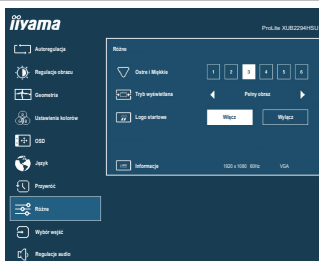 iiyama
ProLite XUB2294HSU
Autoregulacja
Regulacje obrazu
Geometria
Ustawienia kolorów
OSD
Język
Przywróć
Różne
Wybór wejść
Regulacje audio
Różne
Ostre i Miękkie
1 2 3 4 5 6
Tryb wyświetlana
Pełny obraz
Logo startowe
Włącz
Wyłącz
Informacje
1920 x 1080 60Hz
VGA